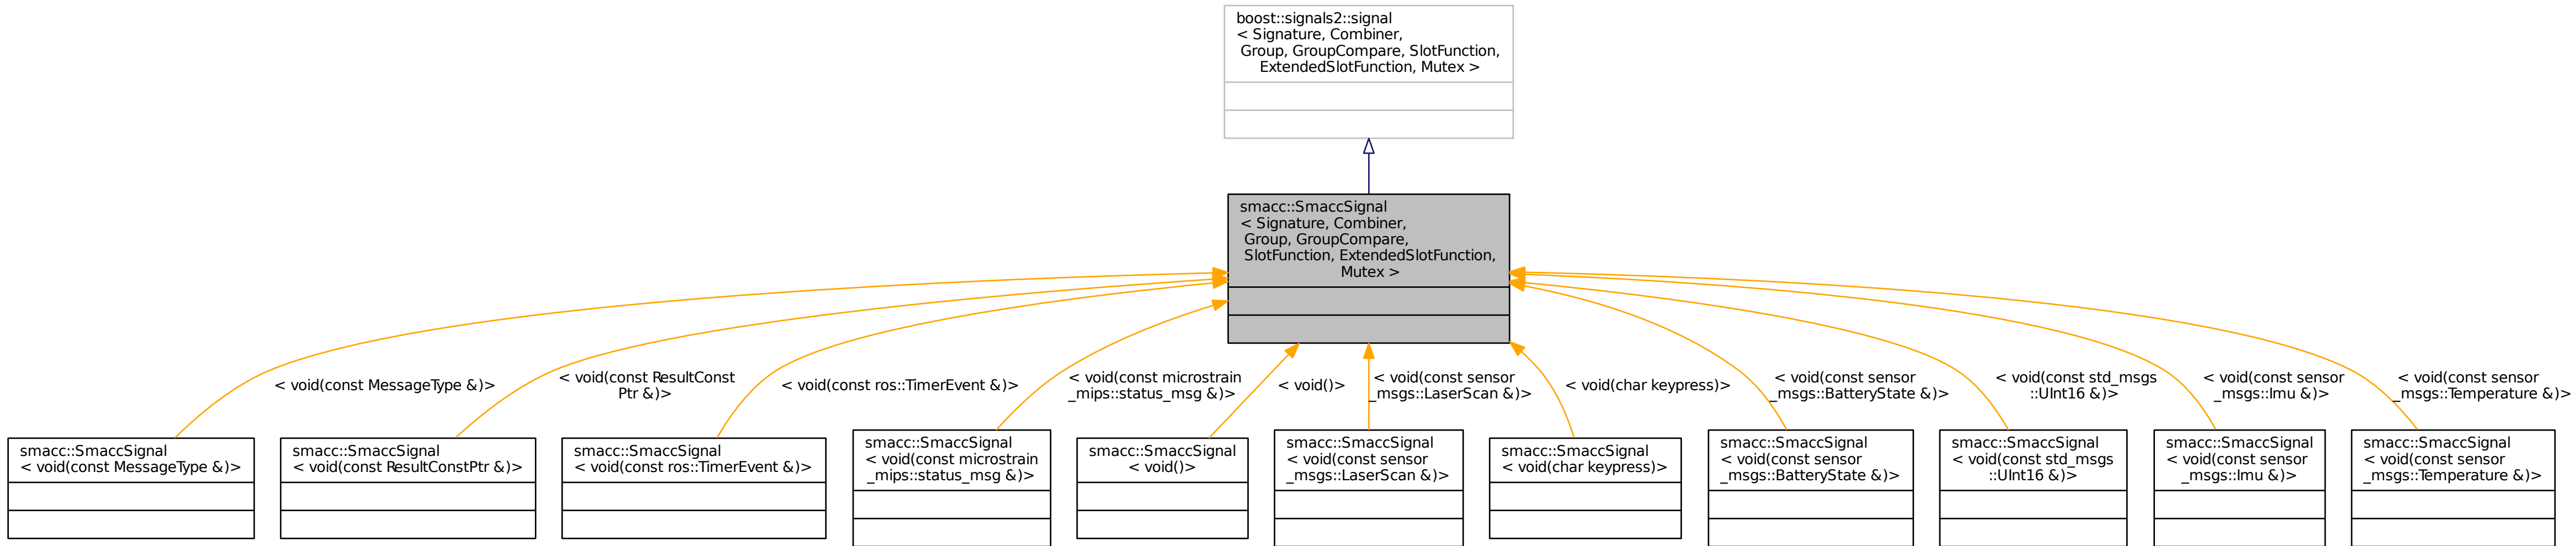 boost::signals2::signal
< Signature, Combiner,
Group, GroupCompare, SlotFunction,
ExtendedSlotFunction, Mutex >
smacc::SmaccSignal
< Signature, Combiner,
Group, GroupCompare,
SlotFunction, ExtendedSlotFunction,
Mutex >
< void(const MessageType &)>
< void(const ResultConst
Ptr &)>
< void(const ros::TimerEvent &)>
< void(const microstrain
_mips::status_msg &)>
< void()>
< void(const sensor
_msgs::LaserScan &)>
< void(char keypress)>
< void(const sensor
_msgs::BatteryState &)>
< void(const std_msgs
::UInt16 &)>
< void(const sensor
_msgs::Imu &)>
< void(const sensor
_msgs::Temperature &)>
smacc::SmaccSignal
< void(const MessageType &)>
smacc::SmaccSignal
< void(const ResultConstPtr &)>
smacc::SmaccSignal
< void(const ros::TimerEvent &)>
smacc::SmaccSignal
< void(const microstrain
_mips::status_msg &)>
smacc::SmaccSignal
< void()>
smacc::SmaccSignal
< void(const sensor
_msgs::LaserScan &)>
smacc::SmaccSignal
< void(char keypress)>
smacc::SmaccSignal
< void(const sensor
_msgs::BatteryState &)>
smacc::SmaccSignal
< void(const std_msgs
::UInt16 &)>
smacc::SmaccSignal
< void(const sensor
_msgs::Imu &)>
smacc::SmaccSignal
< void(const sensor
_msgs::Temperature &)>